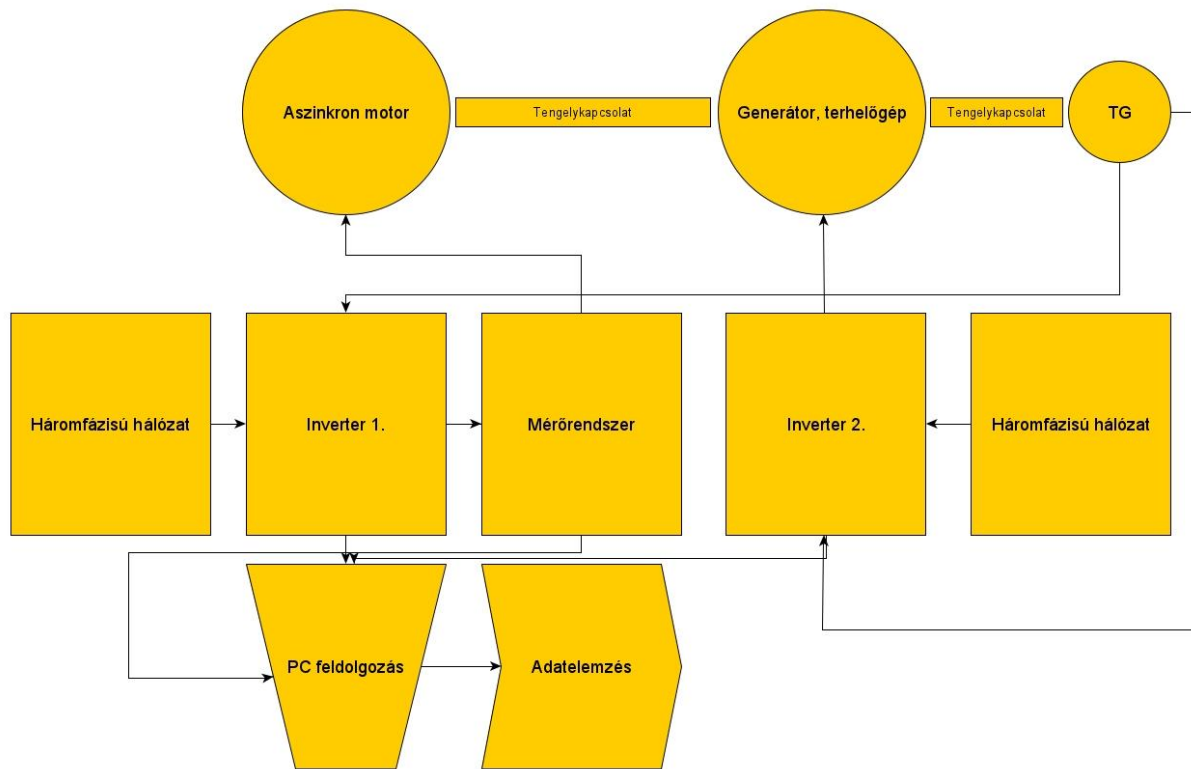 Aszinkron motor
Tengelykapcsolat
Generátor, terhelőgép
Tengelykapcsolat
TG
Háromfázisú hálózat
Inverter 1.
Mérőrendszer
Inverter 2.
Háromfázisú hálózat
PC feldolgozás
Adatelemzés